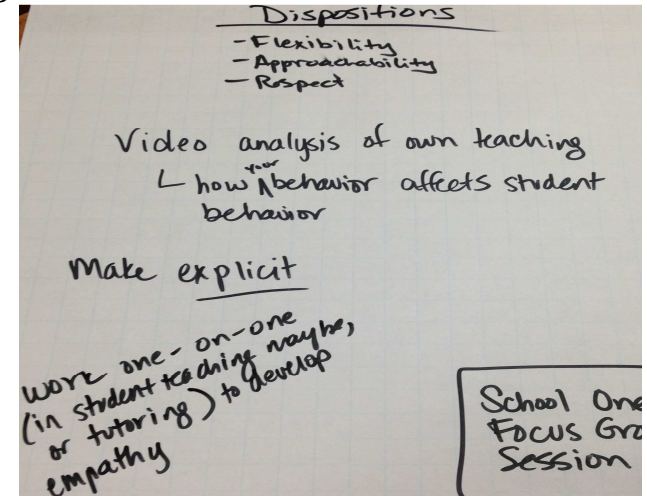 Dispositions
- Flexibility
- Approachability
- Respect
Video analysis of own teaching
how your behavior affects student
behavior
Make explicit
work one-on-one
(in student teaching maybe,
or tutoring) to develop
empathy
School One
Focus Gro
Session